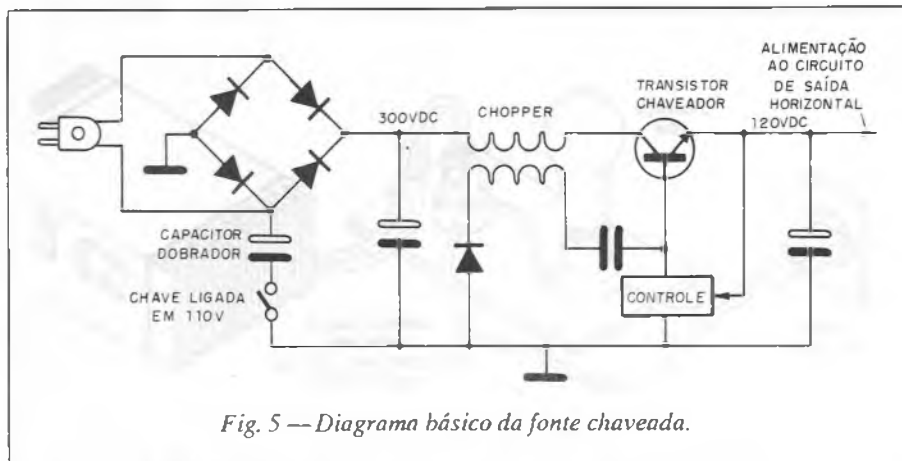 ALIMENTAÇÃO
AO CIRCUITO
DE SAÍDA
HORIZONTAL
TRANSISTOR
CHAVEADOR
120VDC
CHOPPER
300VDC
CAPACITOR
DOBRADOR
CHAVE LIGADA
EM 110V
CONTROLE
Fig. 5 — Diagrama básico da fonte chaveada.